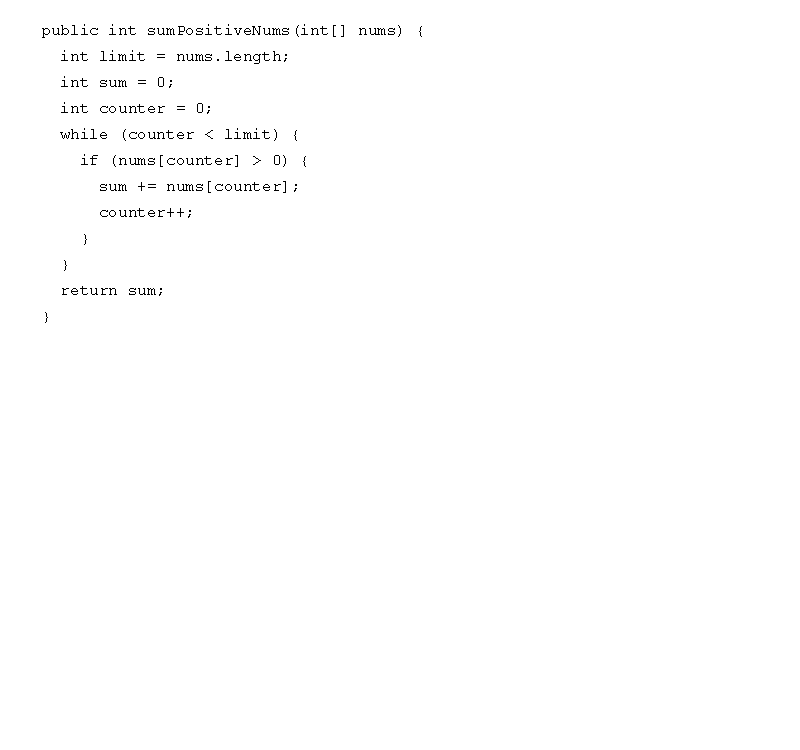 public int sumPositiveNums(int[] nums) {
  int limit = nums.length;
  int sum = 0;
  int counter = 0;
  while (counter < limit) {
    if (nums[counter] > 0) {
      sum += nums[counter];
      counter++;
    }
  }
  return sum;
}